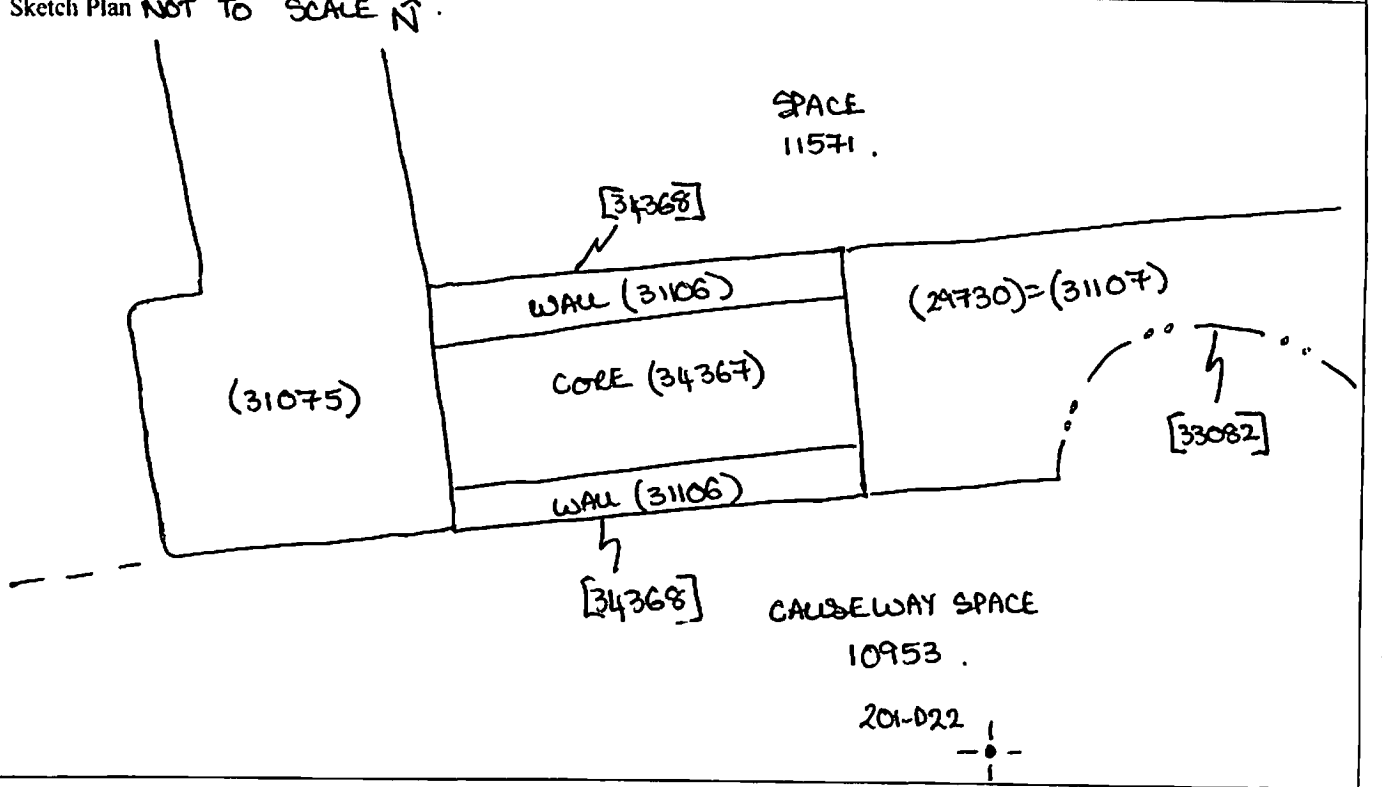 Sketch Plan NOT TO SCALE N.
SPACE
11571.
[34368]
WALL (31106)
(29730)=(31107)
CORE (34367)
(31075)
[33082]
WALL (31106)
[34368]
CAUSEWAY SPACE
10953.
201-D22